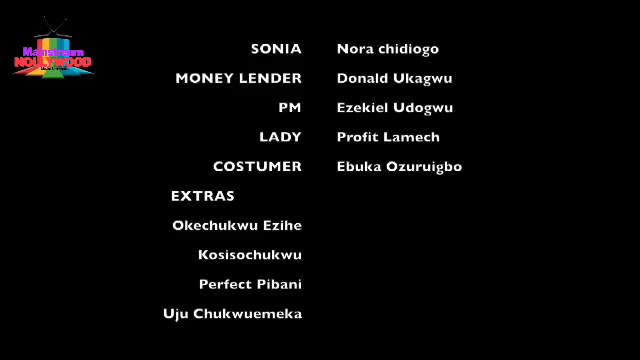 Mainstream
NOLLYWOOD
SONIA Nora chidiogo
MONEY LENDER Donald Ukagwu
PM Ezekiel Udogwu
LADY Profit Lamech
COSTUMER Ebuka Ozuruigbo
EXTRAS
Okechukwu Ezihe
Kosisochukwu
Perfect Pibani
Uju Chukwuemeka